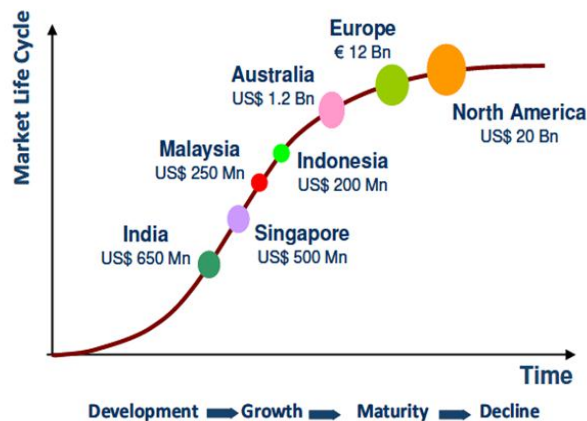 Market Life Cycle
Europe
€ 12 Bn
Australia
US$ 1.2 Bn
North America
US$ 20 Bn
Malaysia
US$ 250 Mn
Indonesia
US$ 200 Mn
India
US$ 650 Mn
Singapore
US$ 500 Mn
Time
Development Growth Maturity Decline